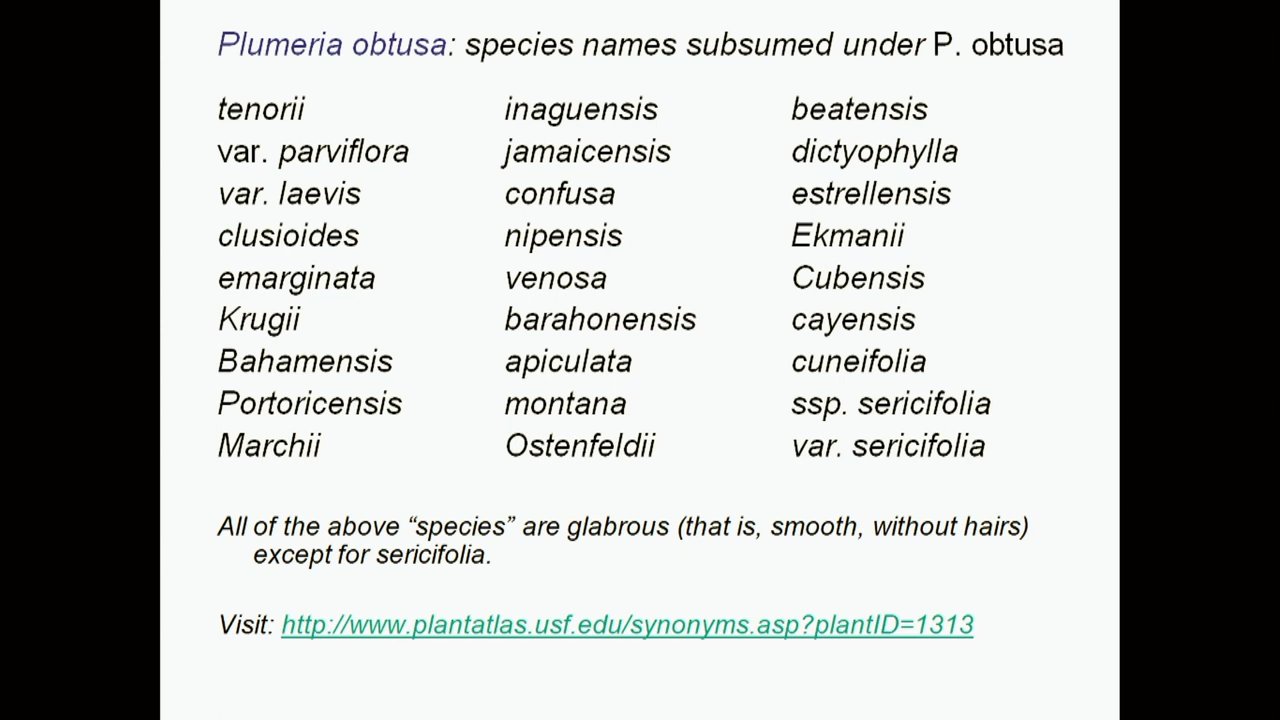 Plumeria obtusa: species names subsumed under P. obtusa
tenorii
var. parviflora
var. laevis
clusioides
emarginata
Krugii
Bahamensis
Portoricensis
Marchii
inaguensis
jamaicensis
confusa
nipensis
venosa
barahonensis
apiculata
montana
Ostenfeldii
beatensis
dictyophylla
estrellensis
Ekmanii
Cubensis
cayensis
cuneifolia
ssp. sericifolia
var. sericifolia
All of the above “species” are glabrous (that is, smooth, without hairs)
except for sericifolia.
Visit: http://www.plantatlas.usf.edu/synonyms.asp?plantID=1313